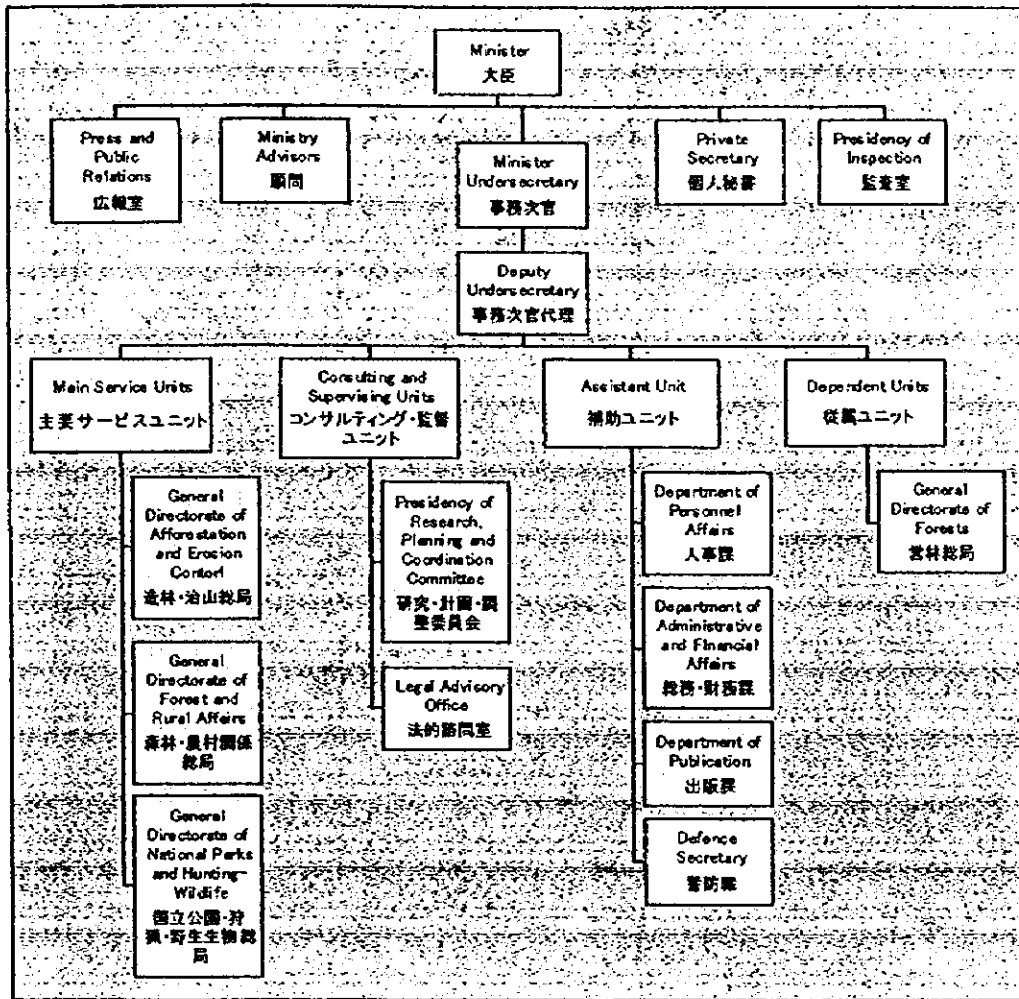 Minister
大臣
Press and
Public
Relations
広報室
Ministry
Advisors
顧問
Minister
Undersecretary
事務次官
Private
Secretary
個人秘書
Presidency of
Inspection
監査室
Deputy
Undersecretary
事務次官代理
Main Service Units
主要サービスユニット
Consulting and
Supervising Units
コンサルティング・監督
ユニット
Assistant Unit
補助ユニット
Dependent Units
従属ユニット
General
Directorate of
Afforestation
and Erosion
Contorl
造林・治山総局
General
Directorate of
Forest and
Rural Affairs
森林・農村関係
総局
General
Directorate of
National Parks
and Hunting-
Wildlife
国立公園・狩
猟・野生生物総
局
Presidency of
Research,
Planning and
Coordination
Committee
研究・計画・調
整委員会
Legal Advisory
Office
法的諮問室
Department of
Personnel
Affairs
人事課
Department of
Administrative
and Financial
Affairs
総務・財務課
Department of
Publication
出版課
Defence
Secretary
警防課
General
Directorate of
Forests
営林総局